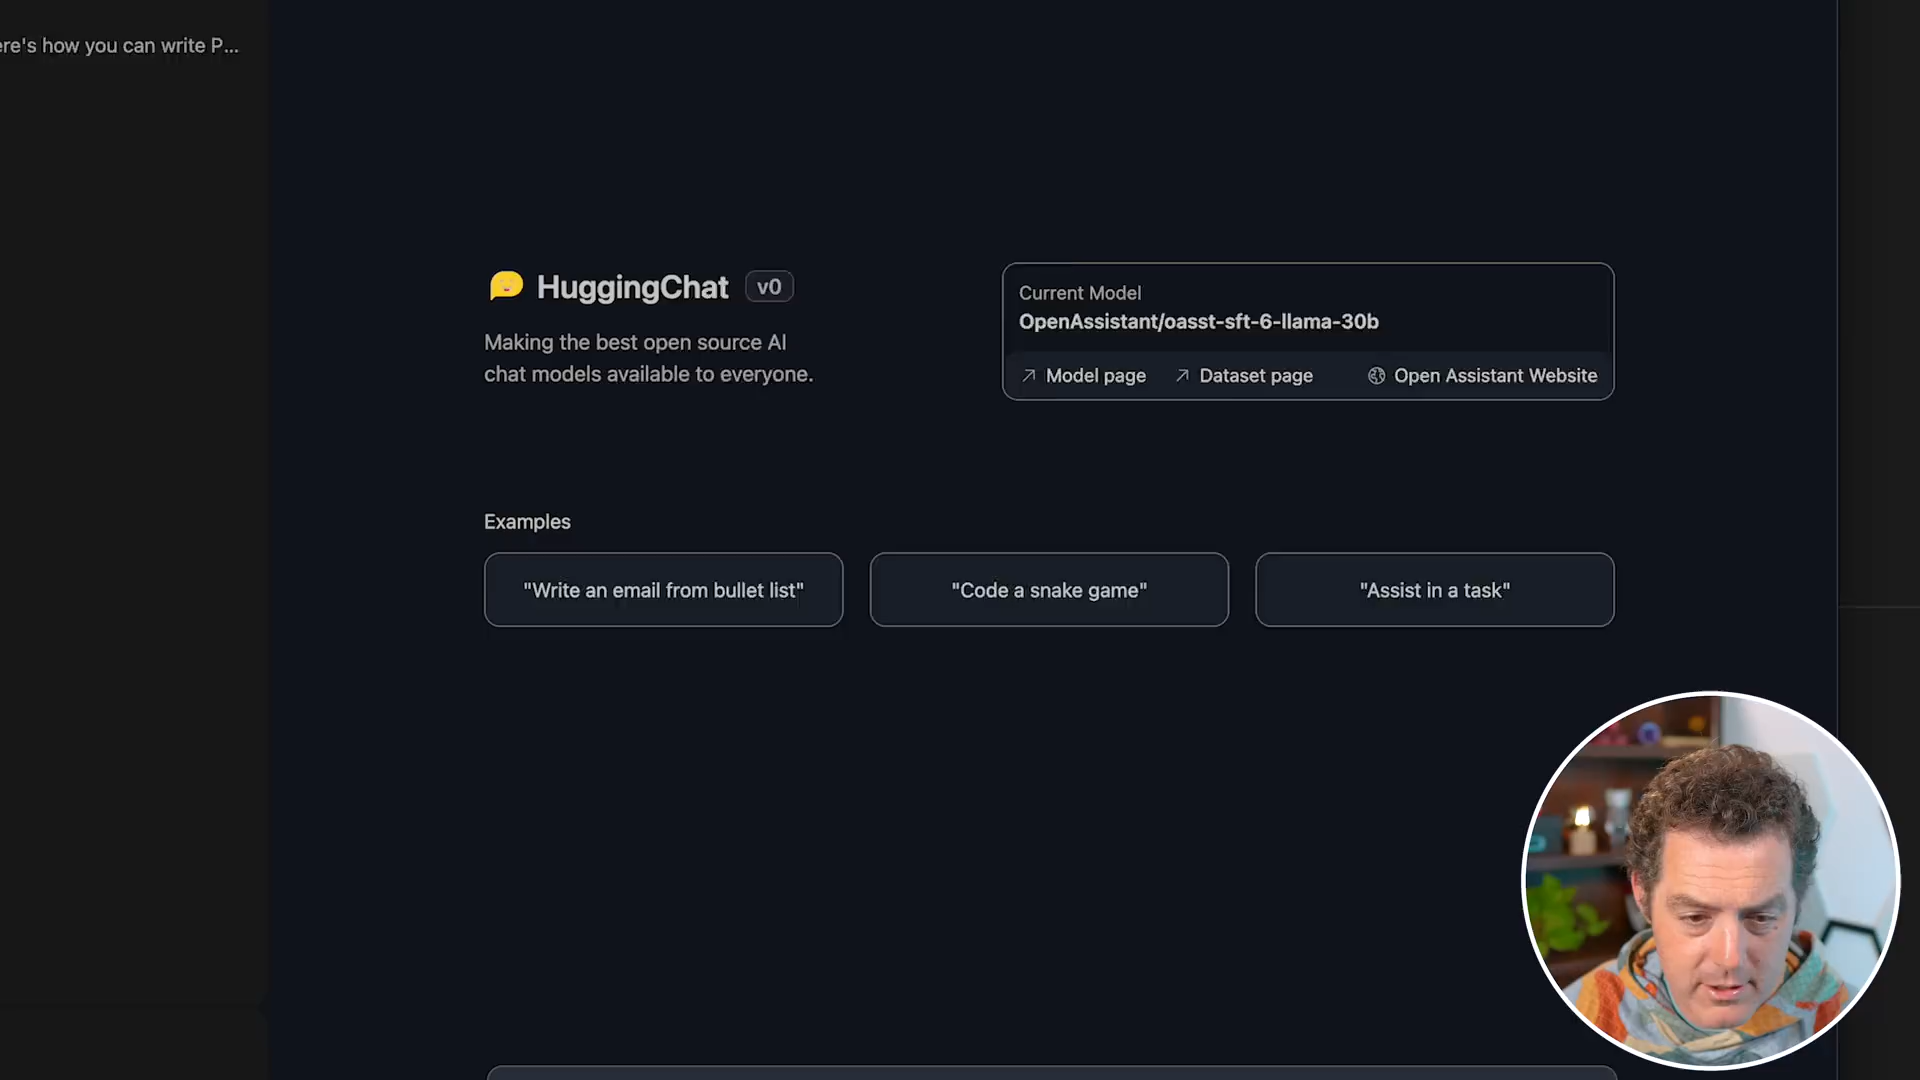 ere's how you can write P...
HuggingChat v0
Making the best open source AI
chat models available to everyone.
Current Model
OpenAssistant/oasst-sft-6-llama-30b
Model page Dataset page Open Assistant Website
Examples
"Write an email from bullet list" "Code a snake game" "Assist in a task"